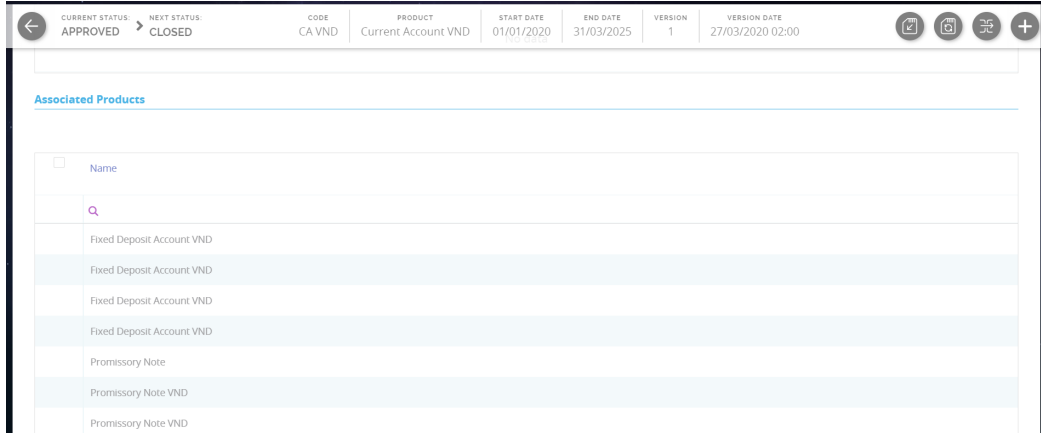 CURRENT STATUS: NEXT STATUS: CODE PRODUCT START DATE END DATE VERSION VERSION DATE
APPROVED > CLOSED CA VND Current Account VND 01/01/2020 31/03/2025 1 27/03/2020 02:00
No data
Associated Products
Name
Fixed Deposit Account VND
Fixed Deposit Account VND
Fixed Deposit Account VND
Fixed Deposit Account VND
Promissory Note
Promissory Note VND
Promissory Note VND